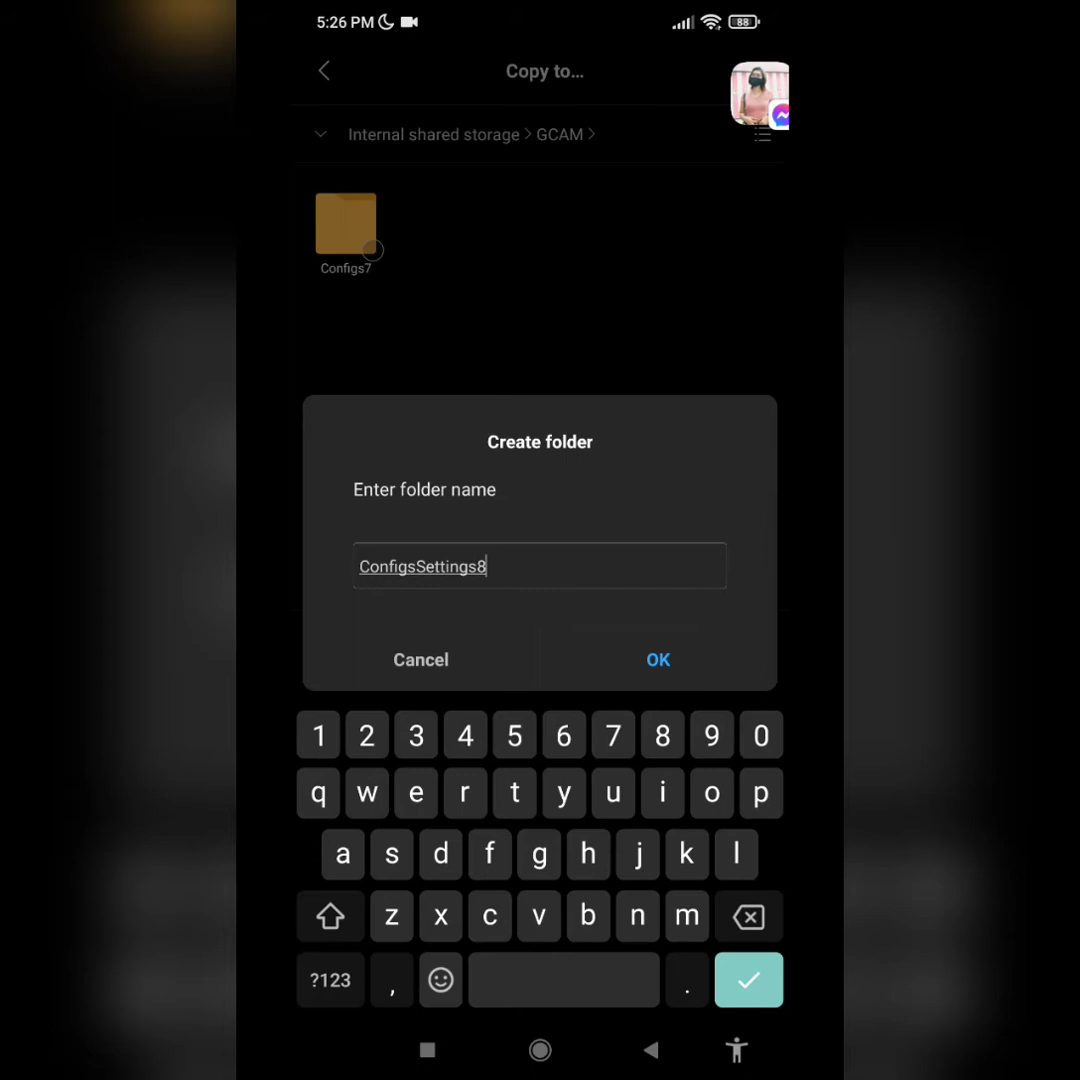 5:26 PM 88
Copy to...
Internal shared storage > GCAM >
Configs7
Create folder
Enter folder name
ConfigsSettings8
Cancel OK
1 2 3 4 5 6 7 8 9 0
q w e r t y u i o p
a s d f g h j k l
z x c v b n m
?123 , .